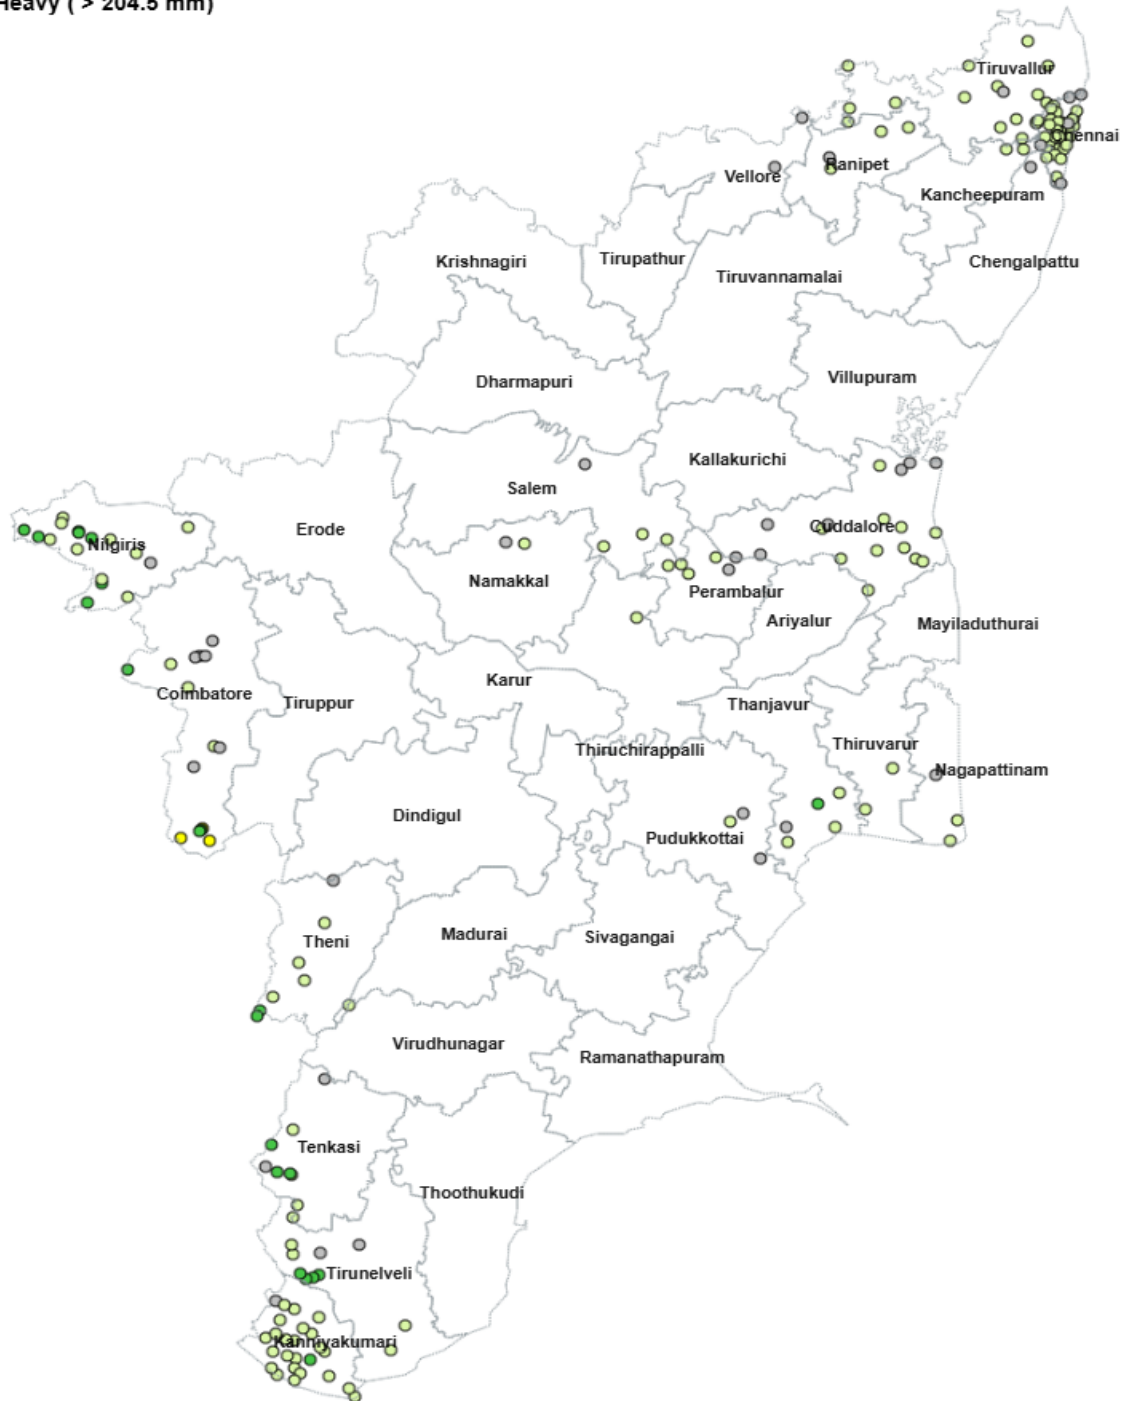 Heavy ( > 204.5 mm)
Tiruvallur
Chennai
Ranipet
Vellore
Kancheepuram
Krishnagiri
Tirupathur
Chengalpattu
Tiruvannamalai
Villupuram
Dharmapuri
Kallakurichi
Salem
Cuddalore
Erode
Nilgiris
Namakkal
Perambalur
Ariyalur
Mayiladuthurai
Karur
Coimbatore
Tiruppur
Thanjavur
Thiruvarur
Thiruchirappalli
Nagapattinam
Dindigul
Pudukkottai
Madurai
Sivagangai
Theni
Virudhunagar
Ramanathapuram
Tenkasi
Thoothukudi
Tirunelveli
Kanniyakumari